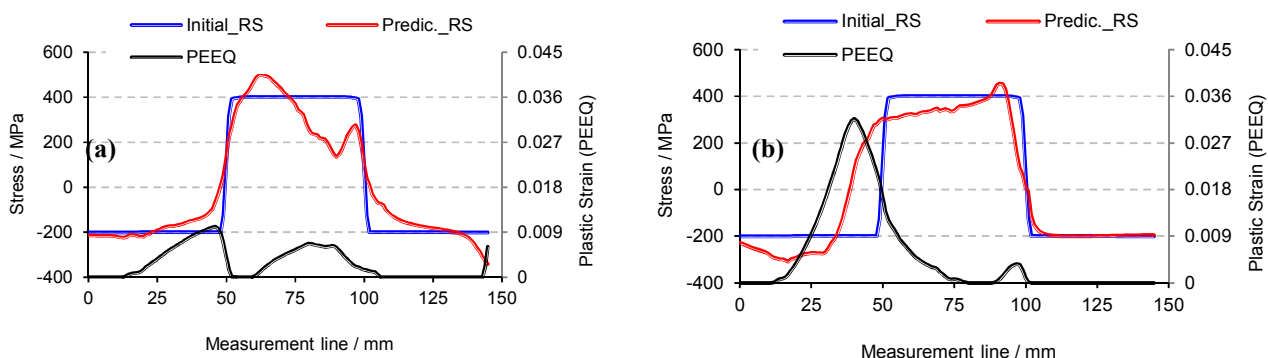 Initial_RS
Predic._RS
PEEQ
600
400
200
0
-200
-400
0.045
0.036
0.027
0.018
0.009
0
0
25
50
75
100
125
150
Stress / MPa
Plastic Strain (PEEQ)
Measurement line / mm
(a)
Initial_RS
Predic._RS
PEEQ
600
400
200
0
-200
-400
0.045
0.036
0.027
0.018
0.009
0
0
25
50
75
100
125
150
Stress / MPa
Plastic Strain (PEEQ)
Measurement line / mm
(b)